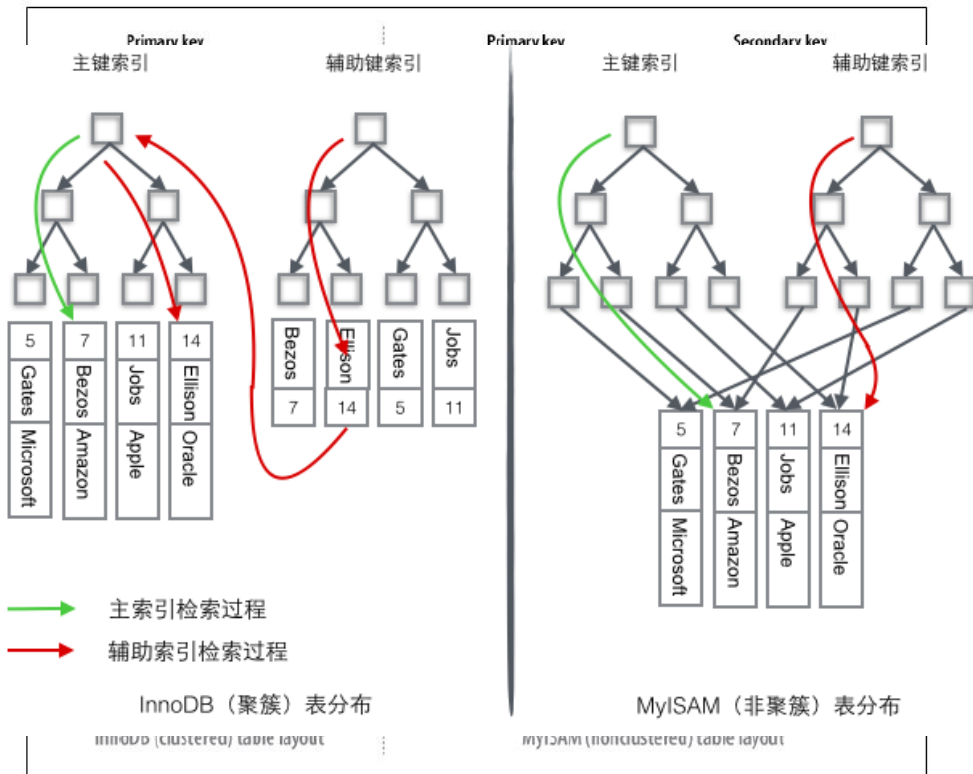 Primary key
Primary key
Secondary key
主键索引
辅助键索引
主键索引
辅助键索引
5
7
11
14
Gates
Bezos
Jobs
Ellison
Microsoft
Amazon
Apple
Oracle
Bezos
Ellison
Gates
Jobs
7
14
5
11
5
7
11
14
Gates
Bezos
Jobs
Ellison
Microsoft
Amazon
Apple
Oracle
主索引检索过程
辅助索引检索过程
InnoDB（聚簇）表分布
MyISAM（非聚簇）表分布
InnoDB (clustered) table layout
MyISAM (nonclustered) table layout